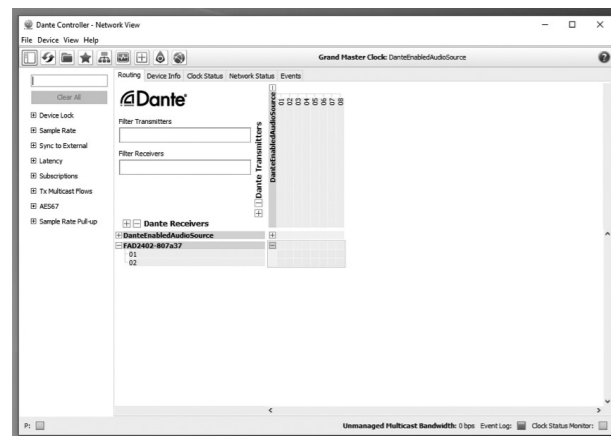 Dante Controller - Network View
File Device View Help
Grand Master Clock: DanteEnabledAudioSource
Routing Device Info Clock Status Network Status Events
Clear All
Device Lock
Sample Rate
Sync to External
Latency
Subscriptions
Tx Multicast Flows
AES67
Sample Rate Pull-up
Dante
Filter Transmitters
Filter Receivers
Dante Transmitters
DanteEnabledAudioSource
01
02
03
04
05
06
07
08
Dante Receivers
DanteEnabledAudioSource
FAD2402-807a37
01
02
P:
Unmanaged Multicast Bandwidth: 0 bps Event Log: Clock Status Monitor: